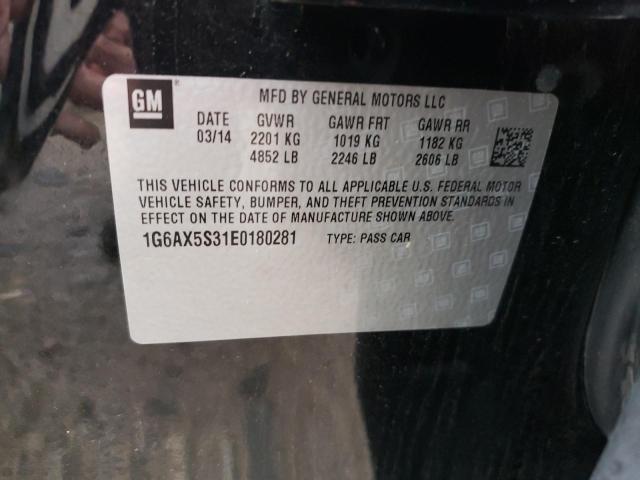 GM
MFD BY GENERAL MOTORS LLC
DATE GVWR GAWR FRT GAWR RR
03/14 2201 KG 1019 KG 1182 KG
4852 LB 2246 LB 2606 LB
THIS VEHICLE CONFORMS TO ALL APPLICABLE U.S. FEDERAL MOTOR
VEHICLE SAFETY, BUMPER, AND THEFT PREVENTION STANDARDS IN
EFFECT ON THE DATE OF MANUFACTURE SHOWN ABOVE.
1G6AX5S31E0180281 TYPE: PASS CAR